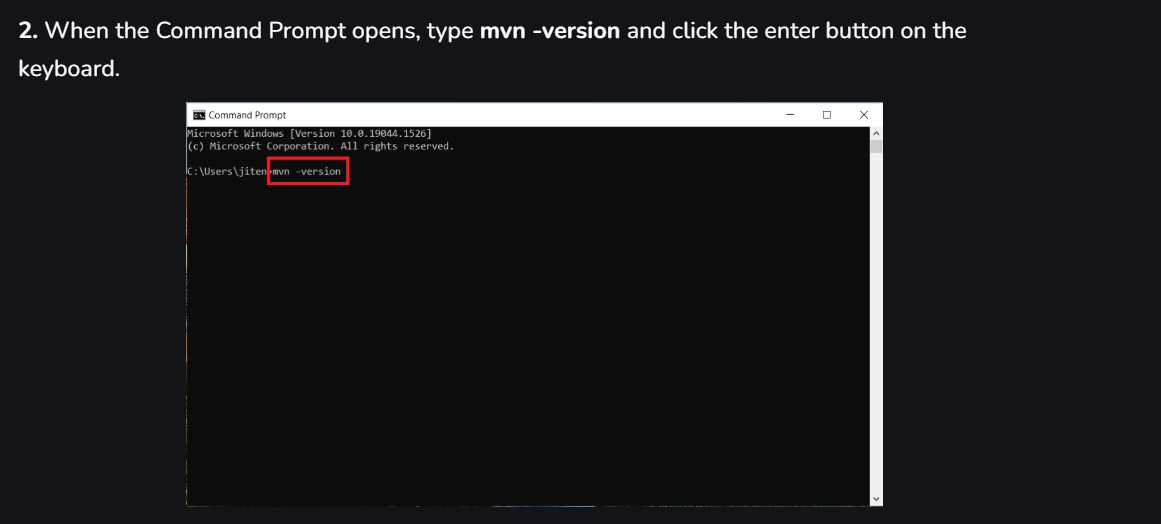 2. When the Command Prompt opens, type mvn -version and click the enter button on the
keyboard.
Command Prompt
Microsoft Windows [Version 10.0.19044.1526]
(c) Microsoft Corporation. All rights reserved.
C:\Users\jiten>mvn -version